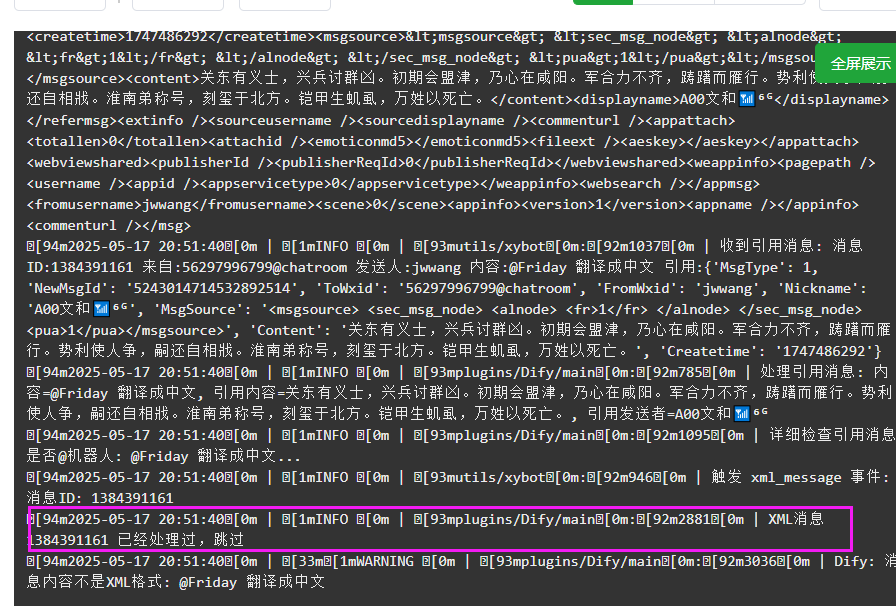 <createtime>1747486292</createtime><msgsource>&lt;msgsource&gt; &lt;sec_msg_node&gt; &lt;alnode&gt;
&lt;fr&gt;1&lt;/fr&gt; &lt;/alnode&gt; &lt;/sec_msg_node&gt; &lt;pua&gt;1&lt;/pua&gt;&lt;/msgsou
全屏展示
</msgsource><content>关东有义士，兴兵讨群凶。初期会盟津，乃心在咸阳。军合力不齐，踌躇而雁行。势利
还自相戕。淮南弟称号，刻玺于北方。铠甲生虮虱，万姓以死亡。</content><displayname>A00文和📶⁶ᴳ</displayname>
</refermsg><extinfo /><sourceusername /><sourcedisplayname /><commenturl /><appattach>
<totallen>0</totallen><attachid /><emoticonmd5></emoticonmd5><fileext /><aeskey></aeskey></appattach>
<webviewshared><publisherId /><publisherReqId>0</publisherReqId></webviewshared><weappinfo><pagepath />
<username /><appid /><appservicetype>0</appservicetype></weappinfo><websearch /></appmsg>
<fromusername>jwwang</fromusername><scene>0</scene><appinfo><version>1</version><appname /></appinfo>
<commenturl /></msg>
[94m2025-05-17 20:51:40[0m | [1mINFO [0m | [93mutils/xybot[0m:[92m1037[0m | 收到引用消息: 消息
ID:1384391161 来自:56297996799@chatroom 发送人:jwwang 内容:@Friday 翻译成中文 引用:{'MsgType': 1,
'NewMsgId': '5243014714532892514', 'ToWxid': '56297996799@chatroom', 'FromWxid': 'jwwang', 'Nickname':
'A00文和📶⁶ᴳ', 'MsgSource': '<msgsource> <sec_msg_node> <alnode> <fr>1</fr> </alnode> </sec_msg_node>
<pua>1</pua></msgsource>', 'Content': '关东有义士，兴兵讨群凶。初期会盟津，乃心在咸阳。军合力不齐，踌躇而雁
行。势利使人争，嗣还自相戕。淮南弟称号，刻玺于北方。铠甲生虮虱，万姓以死亡。', 'Createtime': '1747486292'}
[94m2025-05-17 20:51:40[0m | [1mINFO [0m | [93mplugins/Dify/main[0m:[92m785[0m | 处理引用消息: 内
容=@Friday 翻译成中文, 引用内容=关东有义士，兴兵讨群凶。初期会盟津，乃心在咸阳。军合力不齐，踌躇而雁行。势利
使人争，嗣还自相戕。淮南弟称号，刻玺于北方。铠甲生虮虱，万姓以死亡。, 引用发送者=A00文和📶⁶ᴳ
[94m2025-05-17 20:51:40[0m | [1mINFO [0m | [93mplugins/Dify/main[0m:[92m1095[0m | 详细检查引用消息
是否@机器人: @Friday 翻译成中文...
[94m2025-05-17 20:51:40[0m | [1mINFO [0m | [93mutils/xybot[0m:[92m946[0m | 触发 xml_message 事件:
消息ID: 1384391161
[94m2025-05-17 20:51:40[0m | [1mINFO [0m | [93mplugins/Dify/main[0m:[92m2881[0m | XML消息
1384391161 已经处理过，跳过
[94m2025-05-17 20:51:40[0m | [33m[1mWARNING [0m | [93mplugins/Dify/main[0m:[92m3036[0m | Dify: 消
息内容不是XML格式: @Friday 翻译成中文